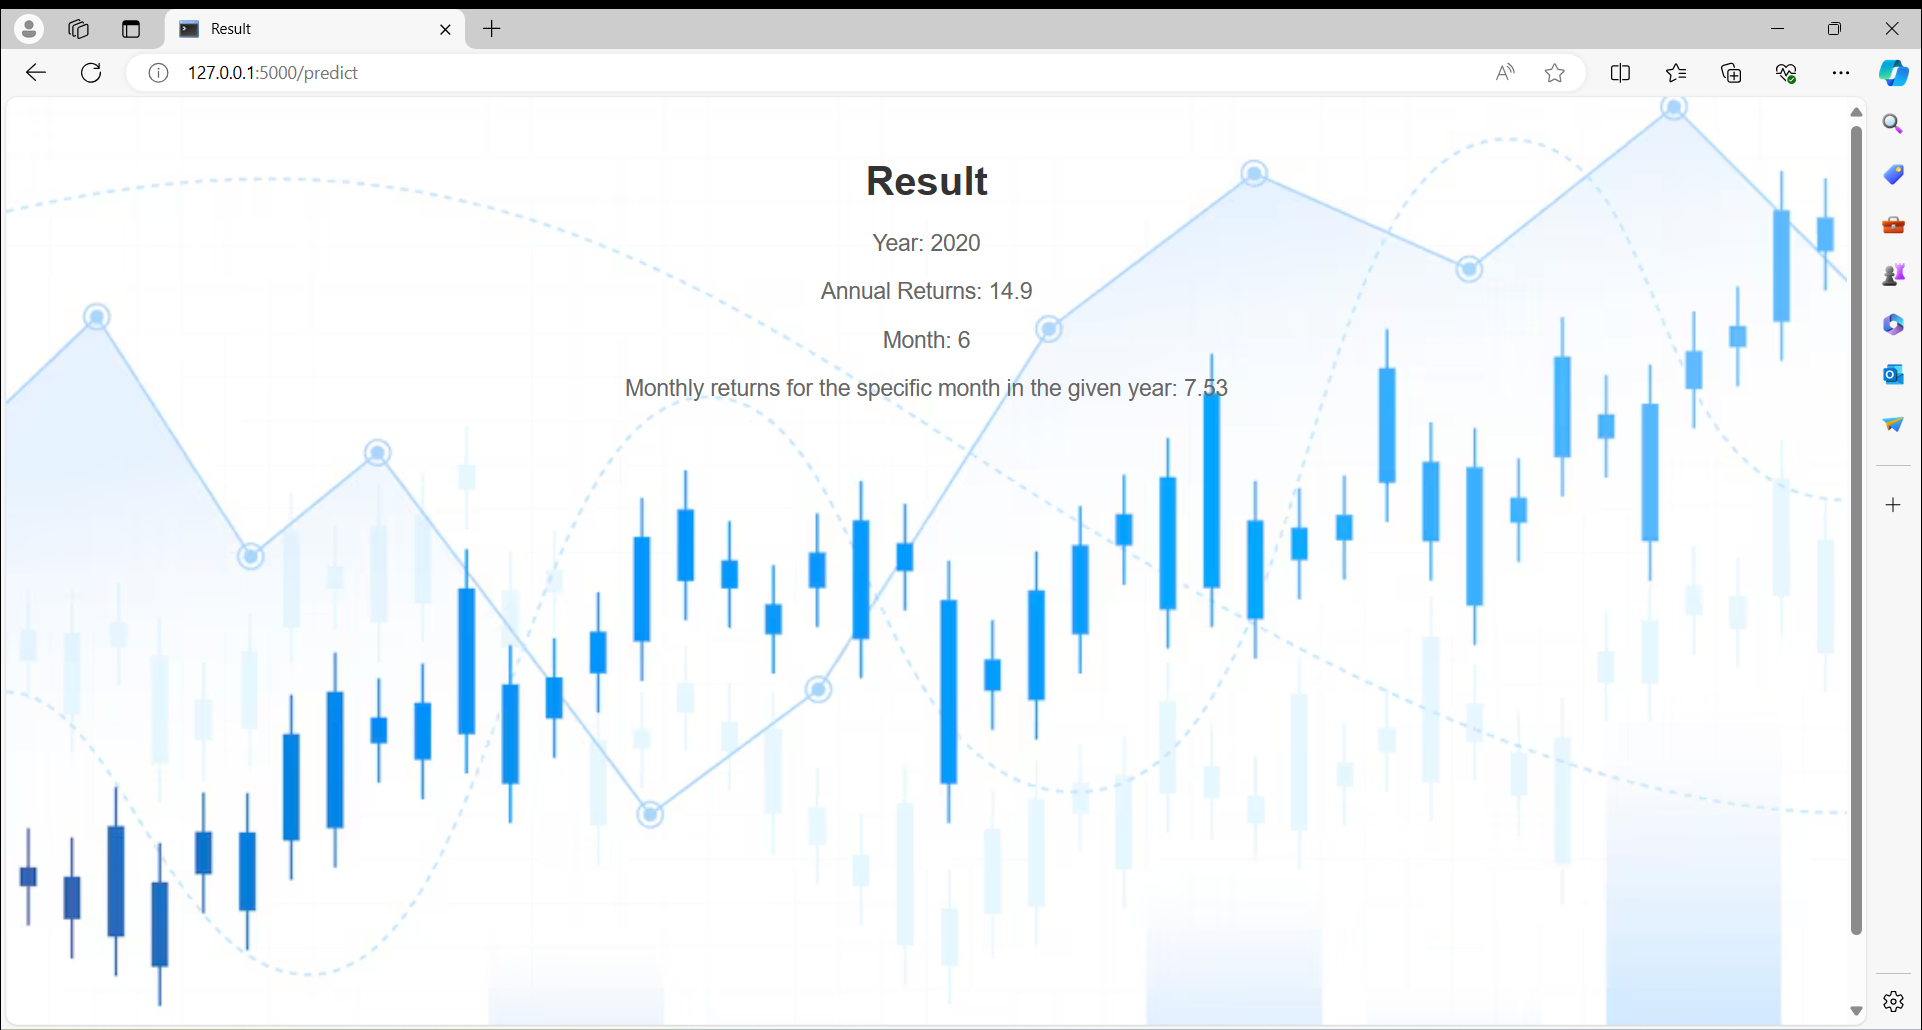 Result
127.0.0.1:5000/predict
Result
Year: 2020
Annual Returns: 14.9
Month: 6
Monthly returns for the specific month in the given year: 7.53